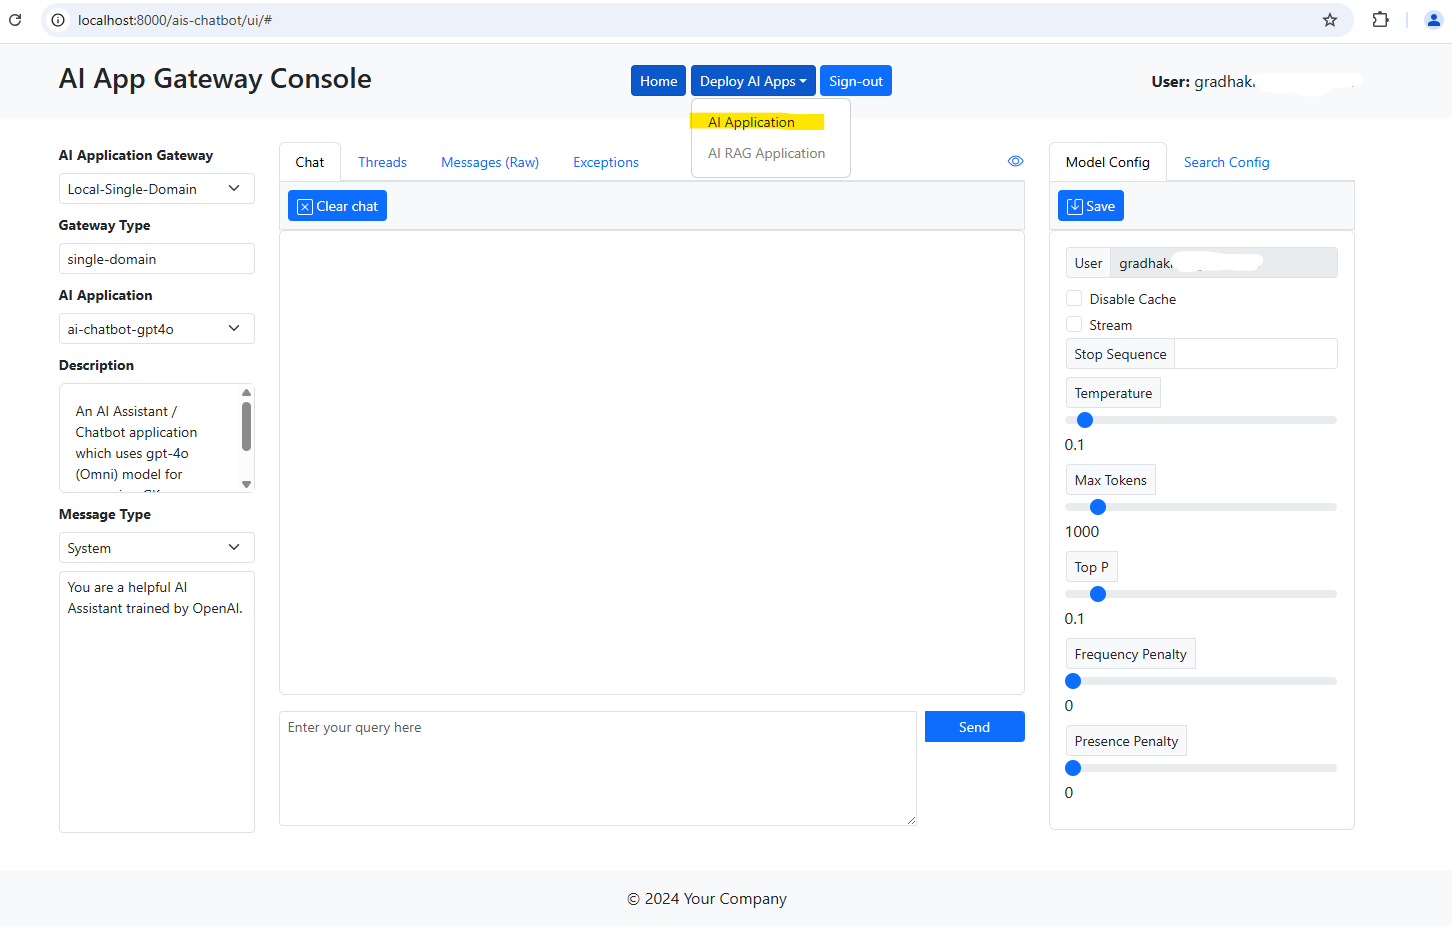 localhost:8000/ais-chatbot/ui/#
AI App Gateway Console
Home
Deploy AI Apps
Sign-out
User: gradhak
AI Application
AI RAG Application
AI Application Gateway
Local-Single-Domain
Gateway Type
single-domain
AI Application
ai-chatbot-gpt4o
Description
An AI Assistant /
Chatbot application
which uses gpt-4o
(Omni) model for
Message Type
System
You are a helpful AI
Assistant trained by OpenAI.
Chat
Threads
Messages (Raw)
Exceptions
Clear chat
Enter your query here
Send
Model Config
Search Config
Save
User
gradhak
Disable Cache
Stream
Stop Sequence
Temperature
0.1
Max Tokens
1000
Top P
0.1
Frequency Penalty
0
Presence Penalty
0
© 2024 Your Company